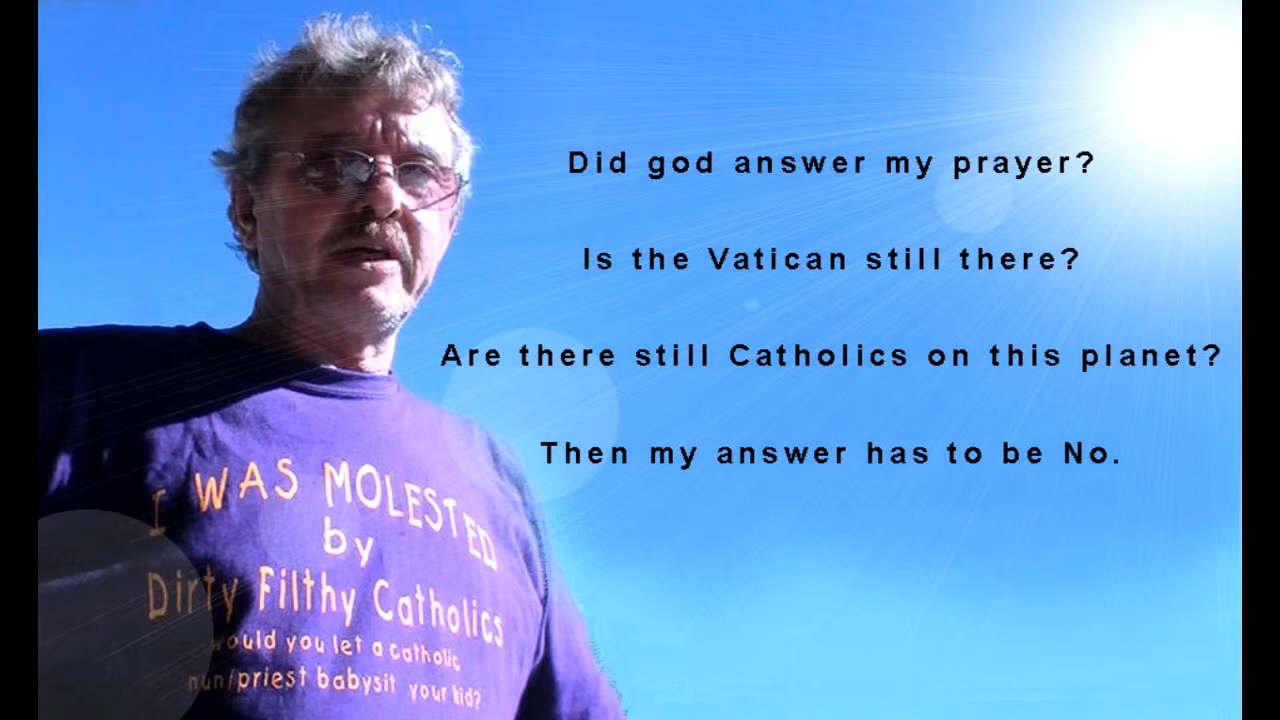 Did god answer my prayer?
Is the Vatican still there?
Are there still Catholics on this planet?
Then my answer has to be No.
I WAS MOLESTED
by
Dirty Filthy Catholics
would you let a catholic
nun/priest babysit your kid?